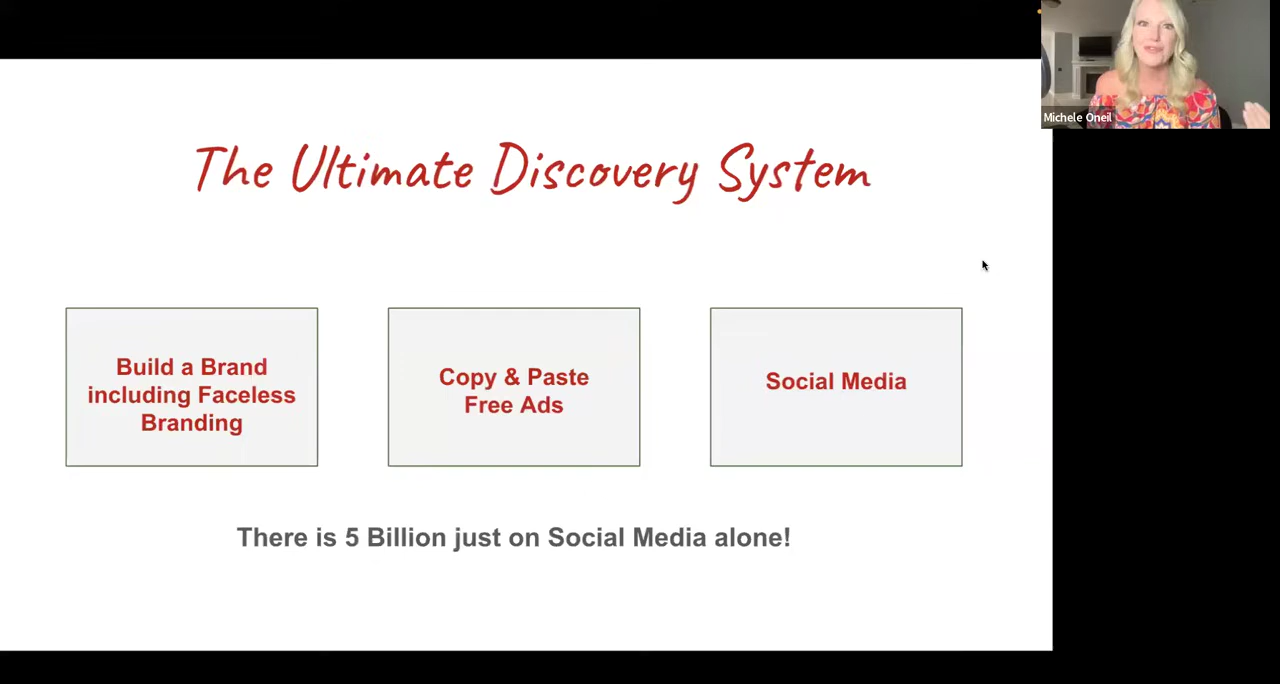 Michele Oneil
The Ultimate Discovery System
Build a Brand
including Faceless
Branding
Copy & Paste
Free Ads
Social Media
There is 5 Billion just on Social Media alone!